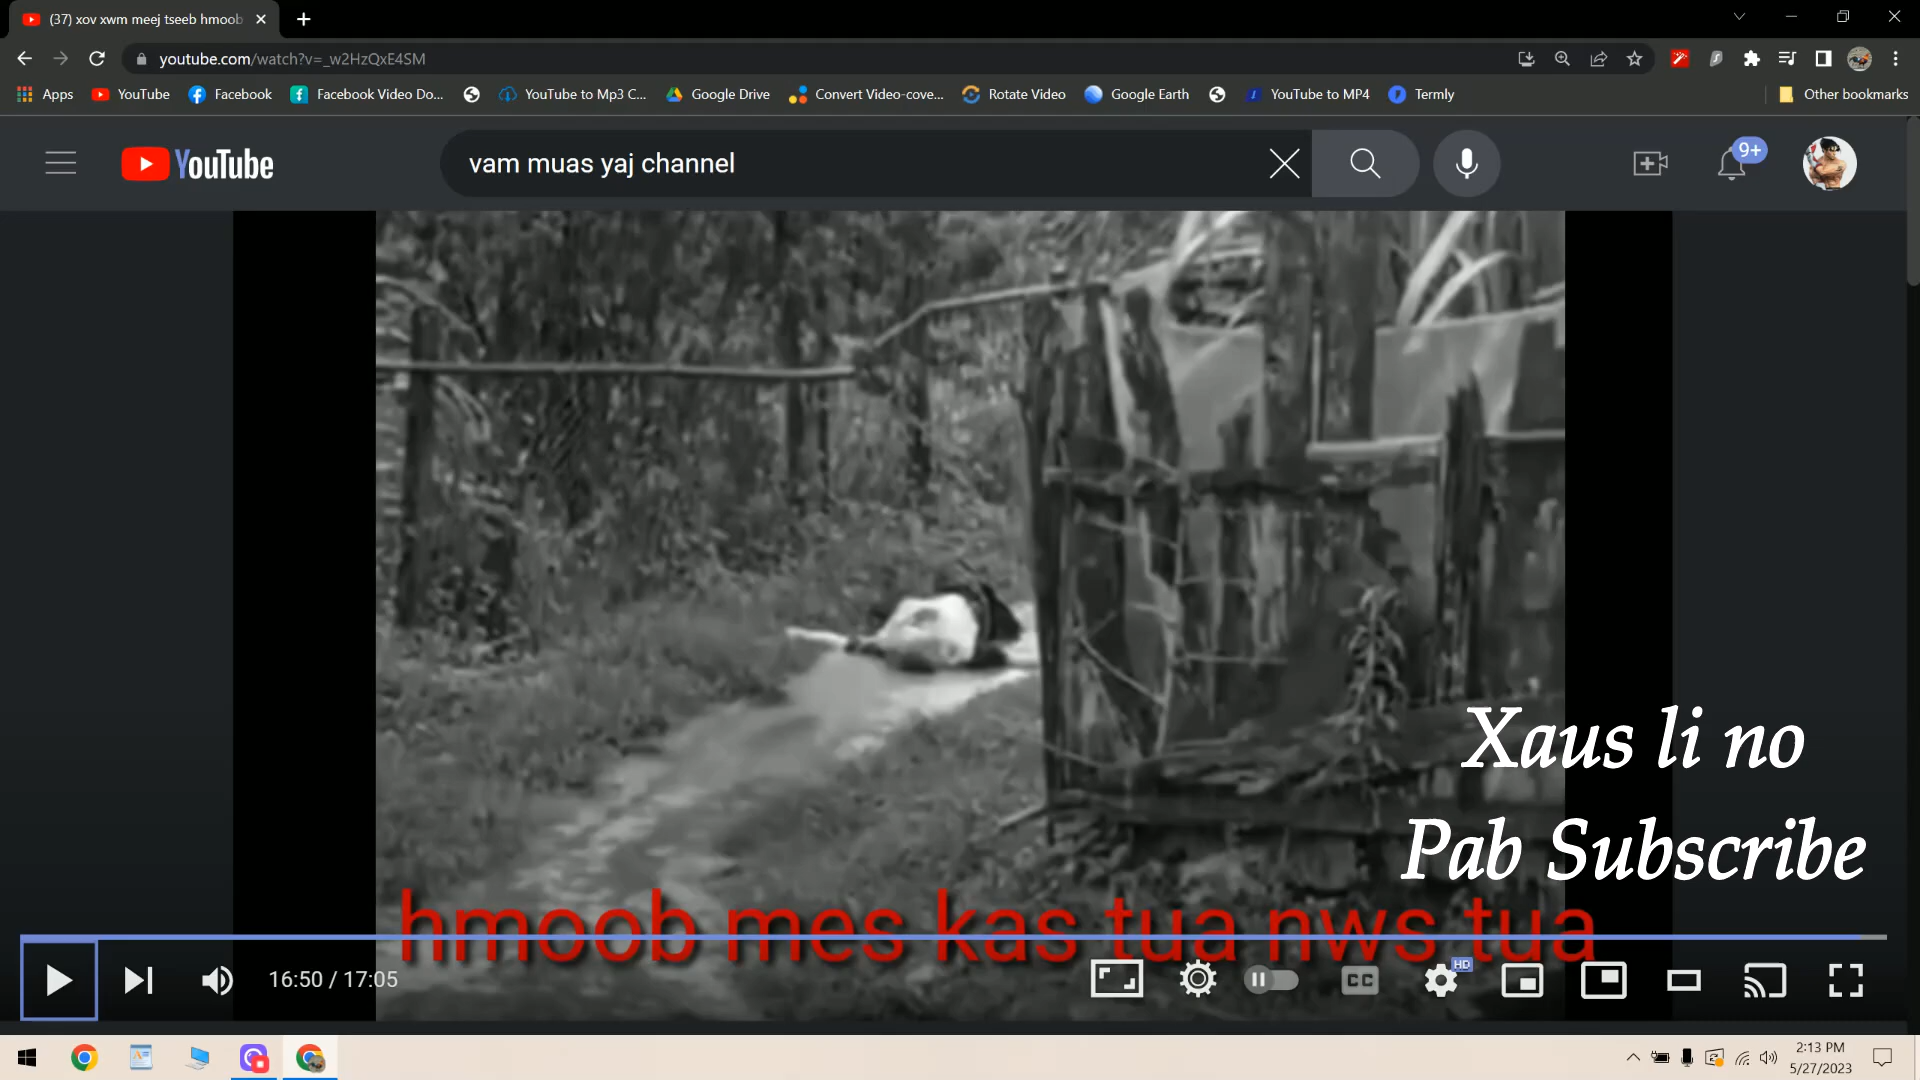 (37) xov xwm meej tseeb hmoob
youtube.com/watch?v=_w2HzQxE4SM
Apps YouTube Facebook Facebook Video Do... YouTube to Mp3 C... Google Drive Convert Video-cove... Rotate Video Google Earth YouTube to MP4 Termly Other bookmarks
YouTube vam muas yaj channel 9+
Xaus li no
Pab Subscribe
hmoob mes kas tua nws tua
16:50 / 17:05 CC HD
2:13 PM
5/27/2023